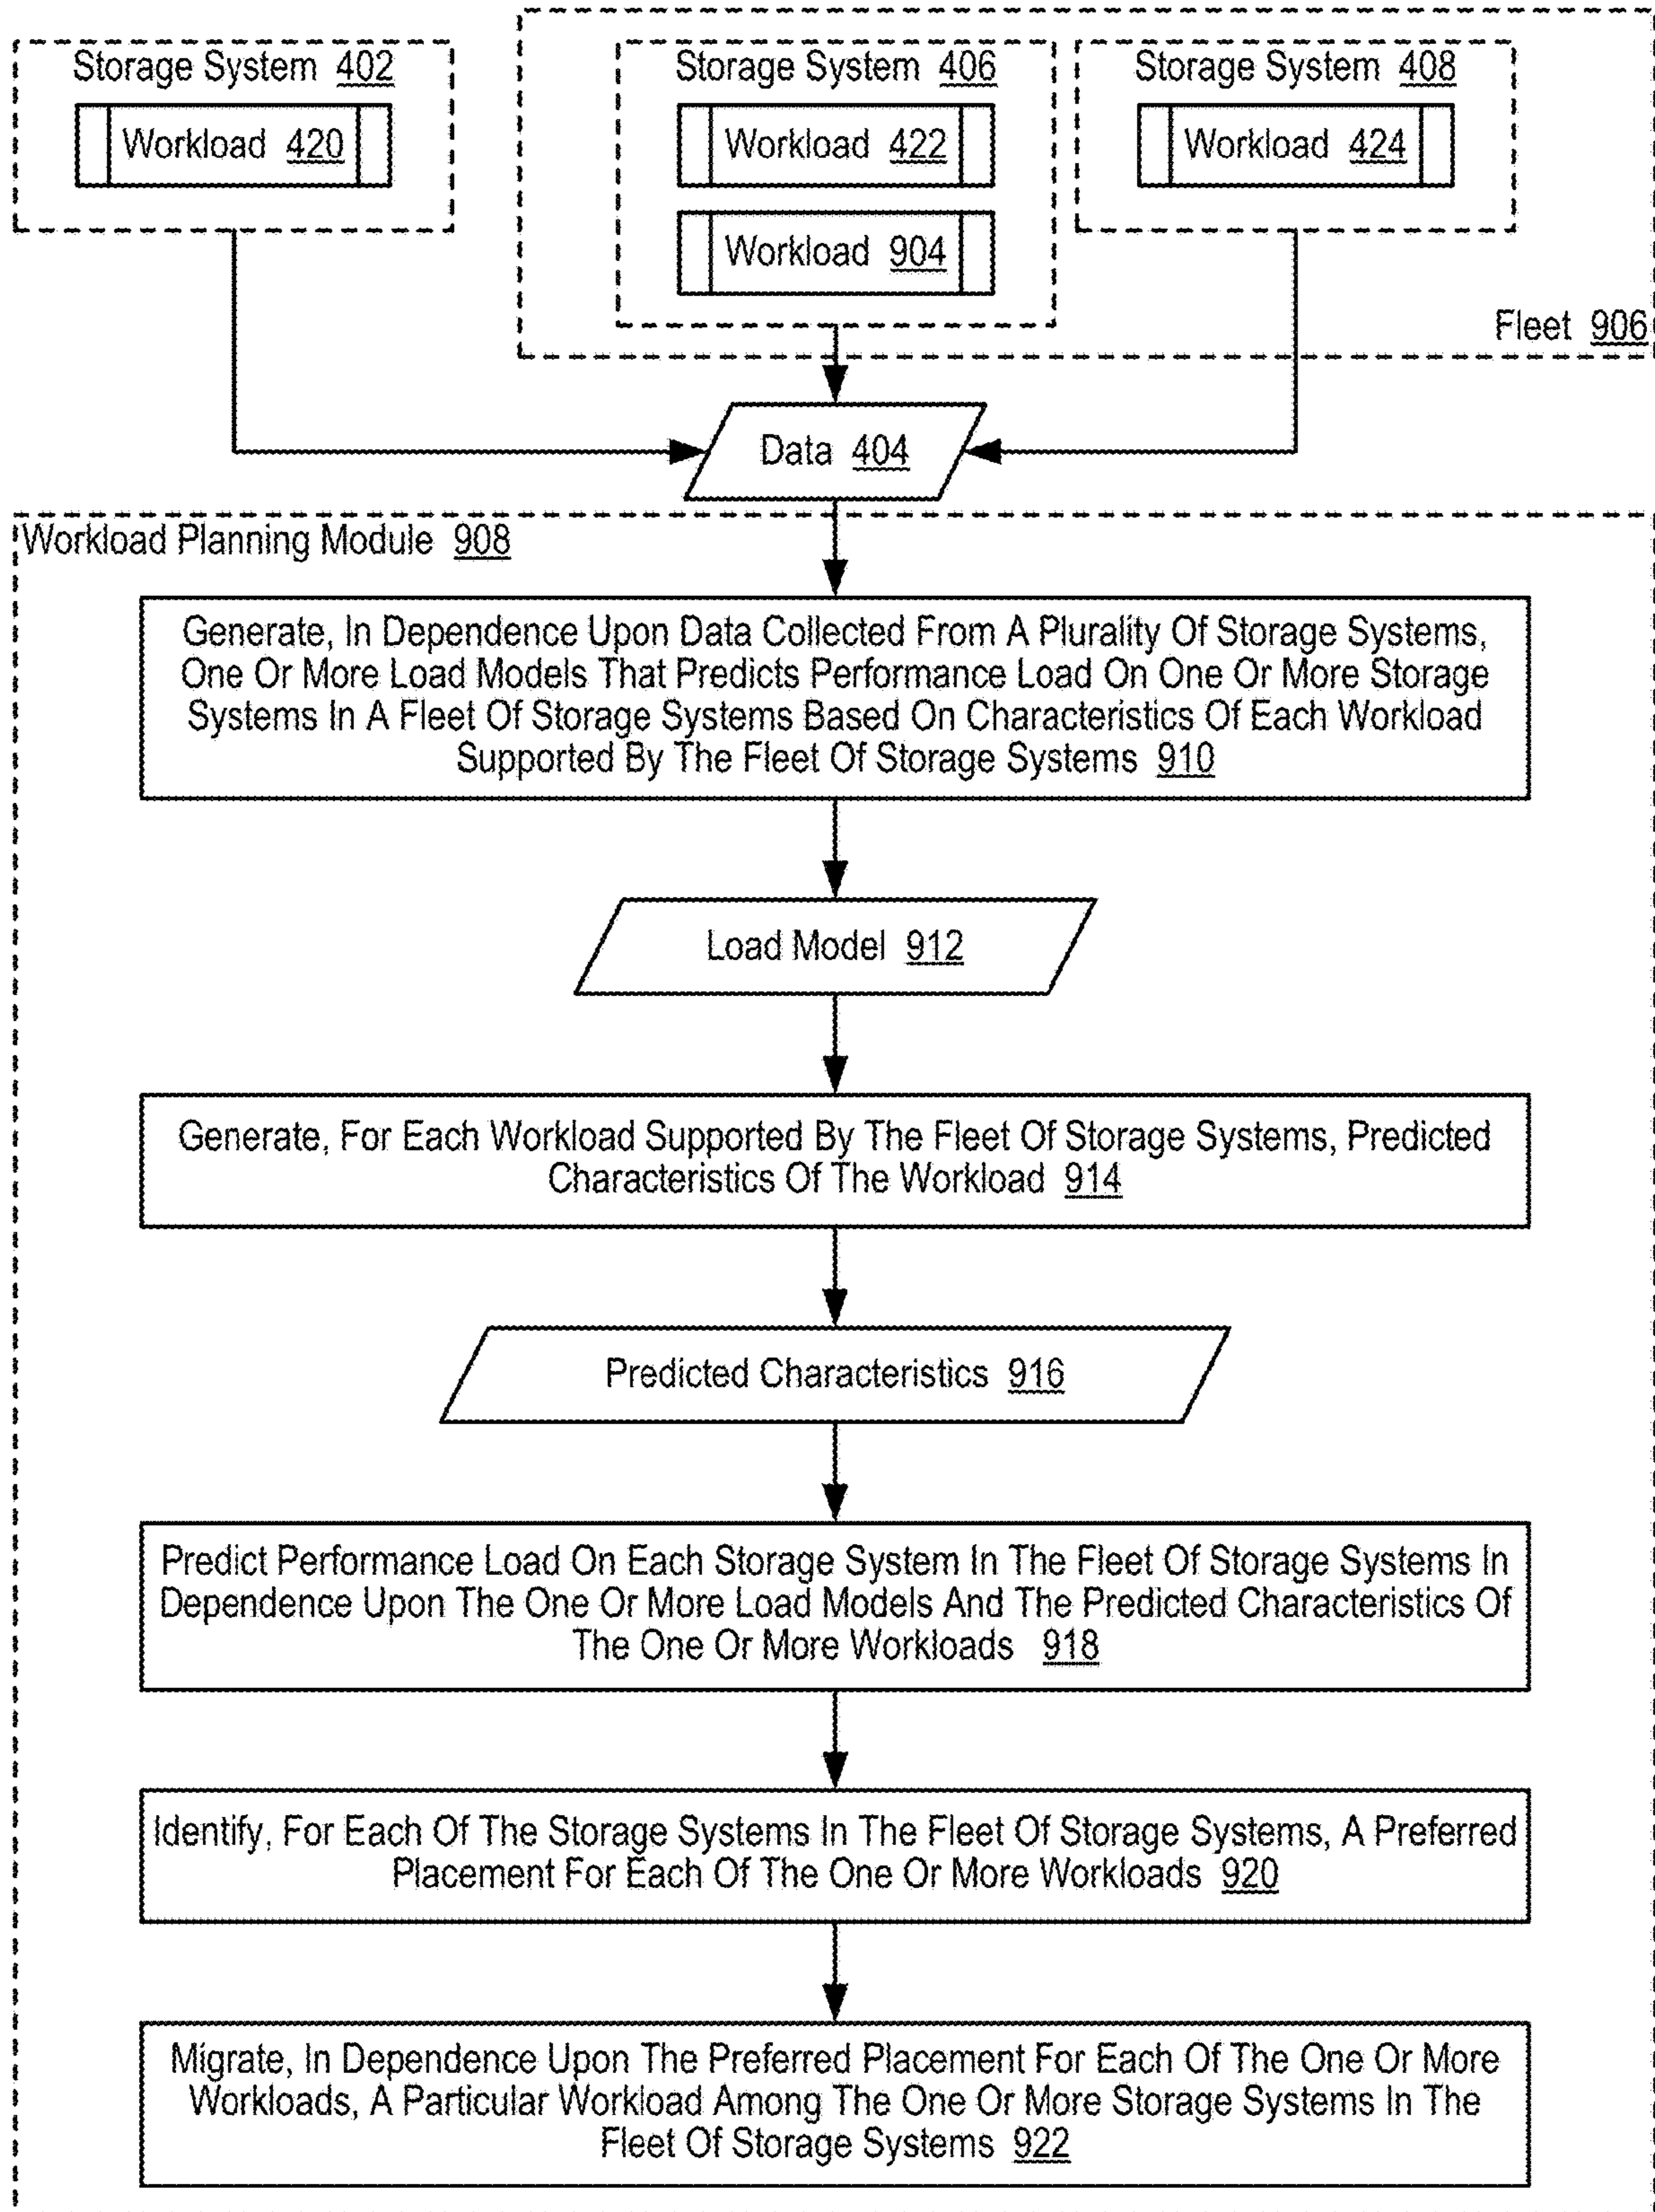 Storage System 402
Workload 420
Storage System 406
Workload 422
Workload 904
Storage System 408
Workload 424
Fleet 906
Data 404
Workload Planning Module 908
Generate, In Dependence Upon Data Collected From A Plurality Of Storage Systems,
One Or More Load Models That Predicts Performance Load On One Or More Storage
Systems In A Fleet Of Storage Systems Based On Characteristics Of Each Workload
Supported By The Fleet Of Storage Systems 910
Load Model 912
Generate, For Each Workload Supported By The Fleet Of Storage Systems, Predicted
Characteristics Of The Workload 914
Predicted Characteristics 916
Predict Performance Load On Each Storage System In The Fleet Of Storage Systems In
Dependence Upon The One Or More Load Models And The Predicted Characteristics Of
The One Or More Workloads 918
Identify, For Each Of The Storage Systems In The Fleet Of Storage Systems, A Preferred
Placement For Each Of The One Or More Workloads 920
Migrate, In Dependence Upon The Preferred Placement For Each Of The One Or More
Workloads, A Particular Workload Among The One Or More Storage Systems In The
Fleet Of Storage Systems 922